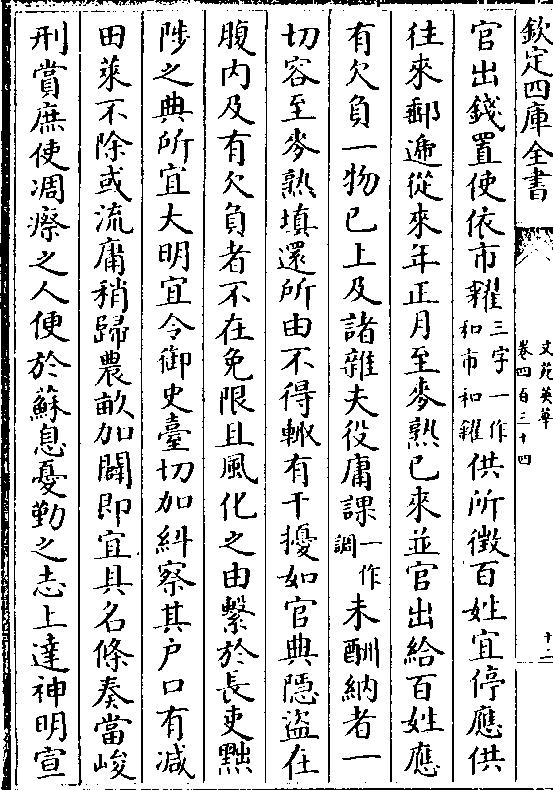 欽定四庫全書
文苑英華
卷四百三十四
十二
官出錢置使依市糴三字一作和市和糴供所徵百姓宜停應供
往來郵遞從來年正月至麥熟已來並官出給百姓應
有欠負一物已上及諸雜夫役庸課一作調未酬納者一
切容至麥熟填還所由不得輙有干擾如官典隱盜在
腹内及有欠負者不在免限且風化之由繫於長吏黜
陟之典所宜大明宜令御史臺切加糾察其户口有減
田萊不除或流庸稍歸農畝加闢即宜具名條奏當峻
刑賞庶使凋瘵之人便於蘇息憂勤之志上達神明宣